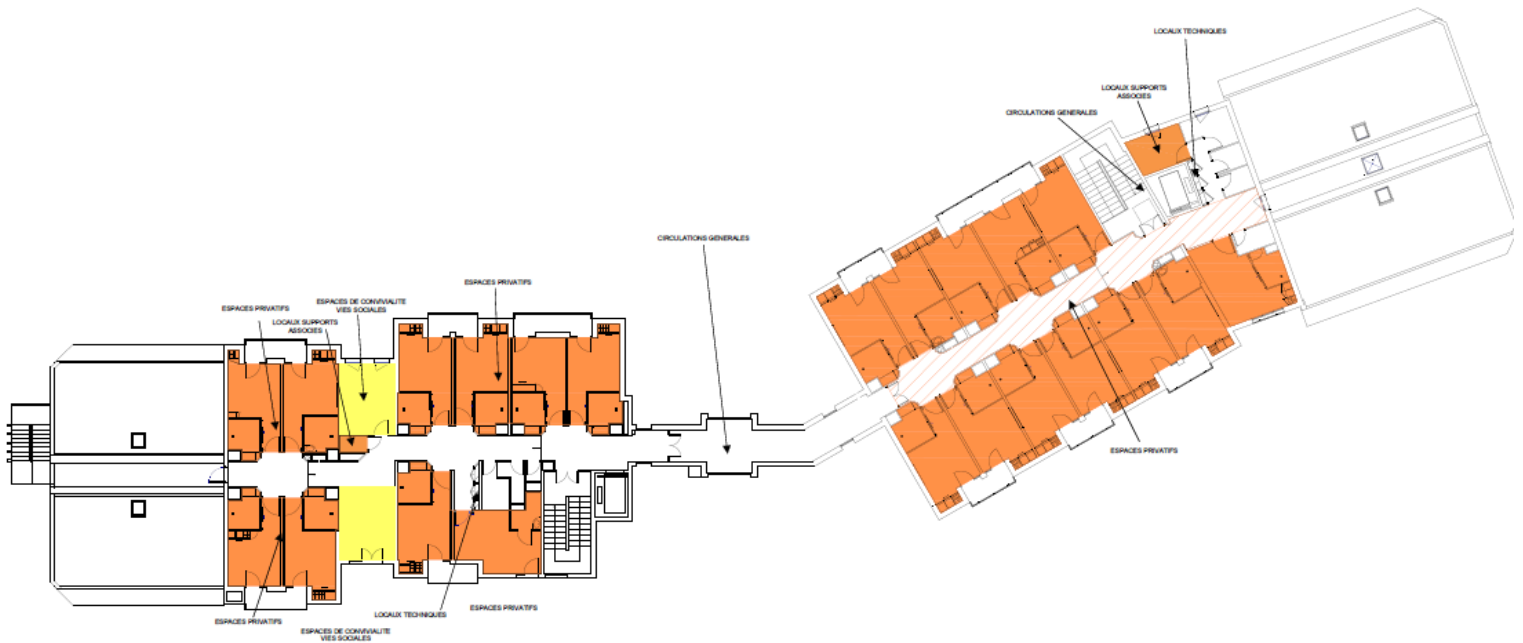 LOCAUX TECHNIQUES
LOCAUX SUPPORTS
ASSOCIES
CIRCULATIONS GENERALES
CIRCULATIONS GENERALES
ESPACES PRIVATIFS
ESPACES DE CONVIVIALITE
VIES SOCIALES
ESPACES PRIVATIFS
LOCAUX SUPPORTS
ASSOCIES
ESPACES PRIVATIFS
ESPACES PRIVATIFS
LOCAUX TECHNIQUES
ESPACES PRIVATIFS
ESPACES DE CONVIVIALITE
VIES SOCIALES